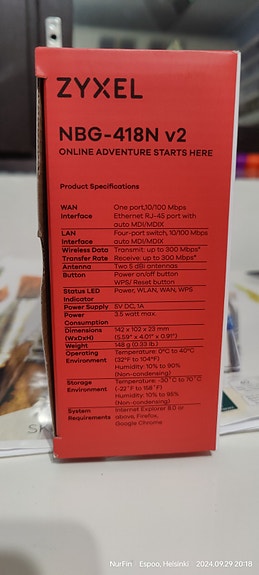 ZYXEL
NBG-418N v2
ONLINE ADVENTURE STARTS HERE
Product Specifications
WAN Interface One port,10/100 Mbps Ethernet RJ-45 port with auto MDI/MDIX
LAN Interface Four-port switch, 10/100 Mbps auto MDI/MDIX
Wireless Data Transfer Rate Transmit: up to 300 Mbps* Receive: up to 300 Mbps*
Antenna Two 5 dBi antennas
Button Power on/off button WPS/ Reset button
Status LED Indicator Power, WLAN, WAN, WPS
Power Supply 5V DC, 1A
Power Consumption 3.5 watt max.
Dimensions (WxDxH) 142 x 102 x 23 mm (5.59" x 4.01" x 0.91")
Weight 148 g (0.33 lb.)
Operating Environment Temperature: 0°C to 40°C (32°F to 104°F) Humidity: 10% to 90% (Non-condensing)
Storage Environment Temperature: -30°C to 70°C (-22°F to 158°F) Humidity: 10% to 95% (Non-condensing)
System Requirements Internet Explorer 6.0 or above, Firefox, Google Chrome
SK
NurFin Espoo, Helsinki 2024.09.29 20:18